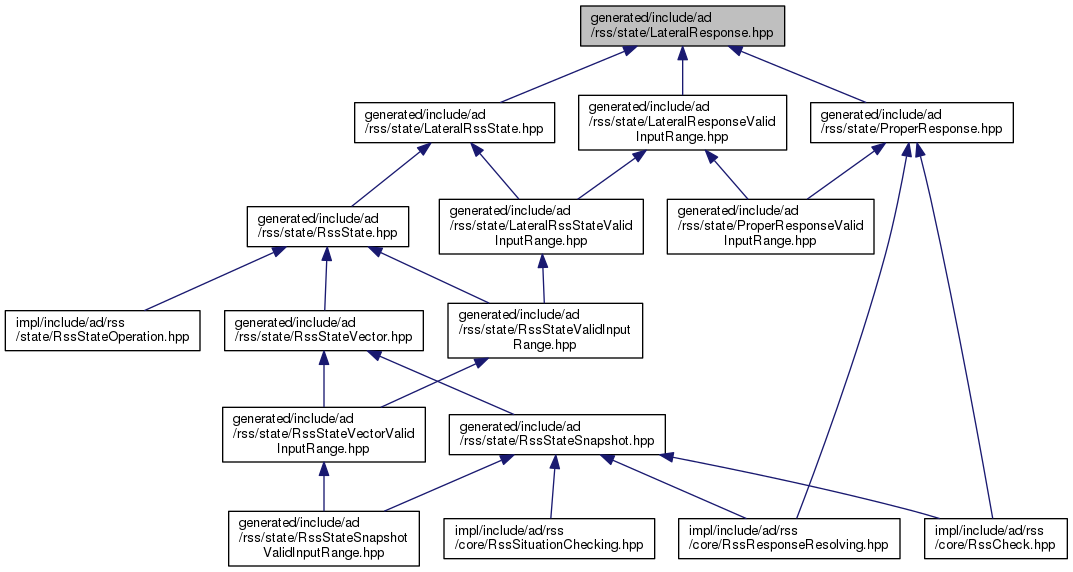 generated/include/ad
/rss/state/LateralResponse.hpp
generated/include/ad
/rss/state/LateralRssState.hpp
generated/include/ad
/rss/state/LateralResponseValid
InputRange.hpp
generated/include/ad
/rss/state/ProperResponse.hpp
generated/include/ad
/rss/state/RssState.hpp
generated/include/ad
/rss/state/LateralRssStateValid
InputRange.hpp
generated/include/ad
/rss/state/ProperResponseValid
InputRange.hpp
impl/include/ad/rss
/state/RssStateOperation.hpp
generated/include/ad
/rss/state/RssStateVector.hpp
generated/include/ad
/rss/state/RssStateValidInput
Range.hpp
generated/include/ad
/rss/state/RssStateVectorValid
InputRange.hpp
generated/include/ad
/rss/state/RssStateSnapshot.hpp
generated/include/ad
/rss/state/RssStateSnapshot
ValidInputRange.hpp
impl/include/ad/rss
/core/RssSituationChecking.hpp
impl/include/ad/rss
/core/RssResponseResolving.hpp
impl/include/ad/rss
/core/RssCheck.hpp